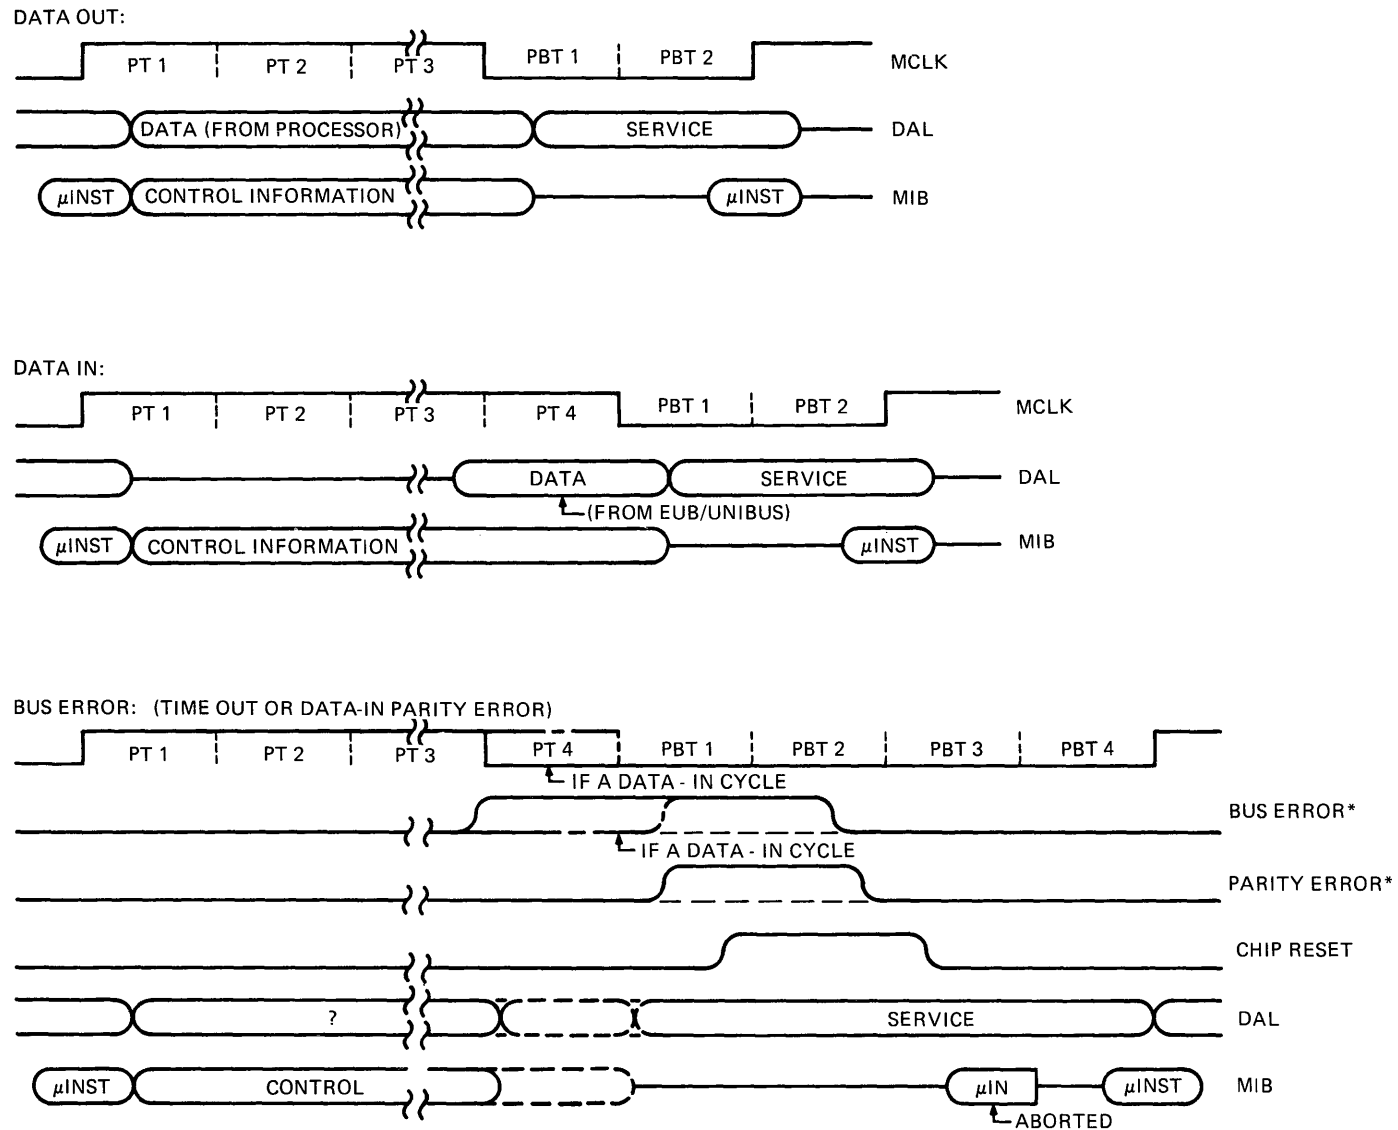 DATA OUT:
PT 1 PT 2 PT 3 PBT 1 PBT 2 MCLK
DATA (FROM PROCESSOR) SERVICE DAL
μINST CONTROL INFORMATION μINST MIB
DATA IN:
PT 1 PT 2 PT 3 PT 4 PBT 1 PBT 2 MCLK
DATA SERVICE DAL
(FROM EUB/UNIBUS)
μINST CONTROL INFORMATION μINST MIB
BUS ERROR: (TIME OUT OR DATA-IN PARITY ERROR)
PT 1 PT 2 PT 3 PT 4 PBT 1 PBT 2 PBT 3 PBT 4
IF A DATA - IN CYCLE
BUS ERROR*
IF A DATA - IN CYCLE
PARITY ERROR*
CHIP RESET
? SERVICE DAL
μINST CONTROL μIN μINST MIB
ABORTED